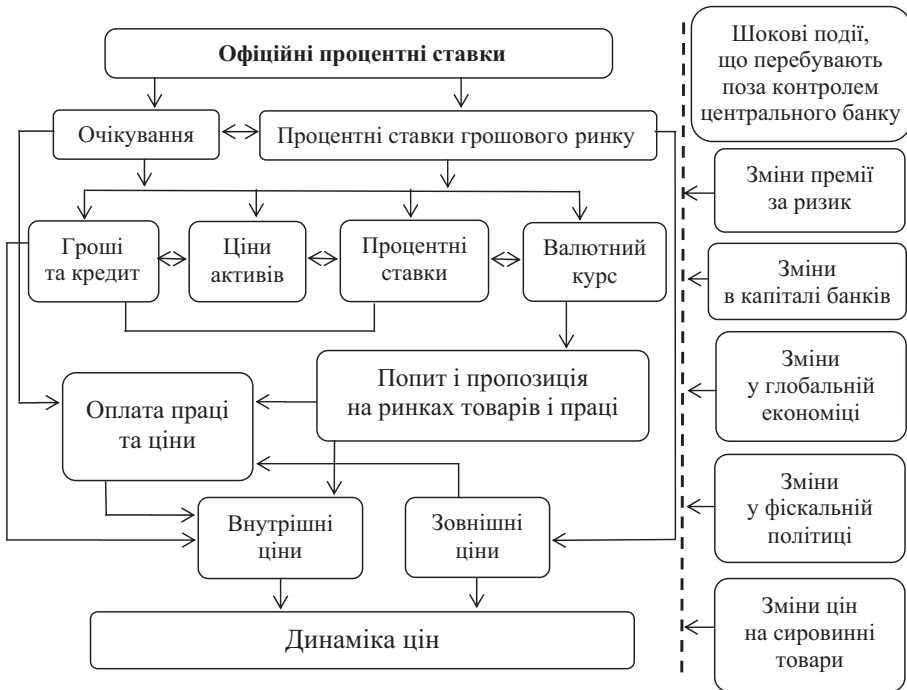 Офіційні процентні ставки
Очікування
Процентні ставки грошового ринку
Гроші
та кредит
Ціни
активів
Процентні
ставки
Валютний
курс
Попит і пропозиція
на ринках товарів і праці
Оплата праці
та ціни
Внутрішні
ціни
Зовнішні
ціни
Динаміка цін
Шокові події,
що перебувають
поза контролем
центрального банку
Зміни премії
за ризик
Зміни
в капіталі банків
Зміни
у глобальній
економіці
Зміни
у фіскальній
політиці
Зміни цін
на сировинні
товари